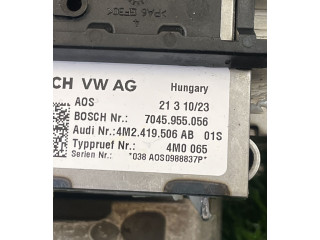 CH VW AG Hungary
AOS 21 3 10/23
BOSCH Nr.: 7045.955.056
Audi Nr.: 4M2.419.506 AB 01S
Typpruef Nr.: 4M0 065
Serien Nr.: *038 AOS0988837P*